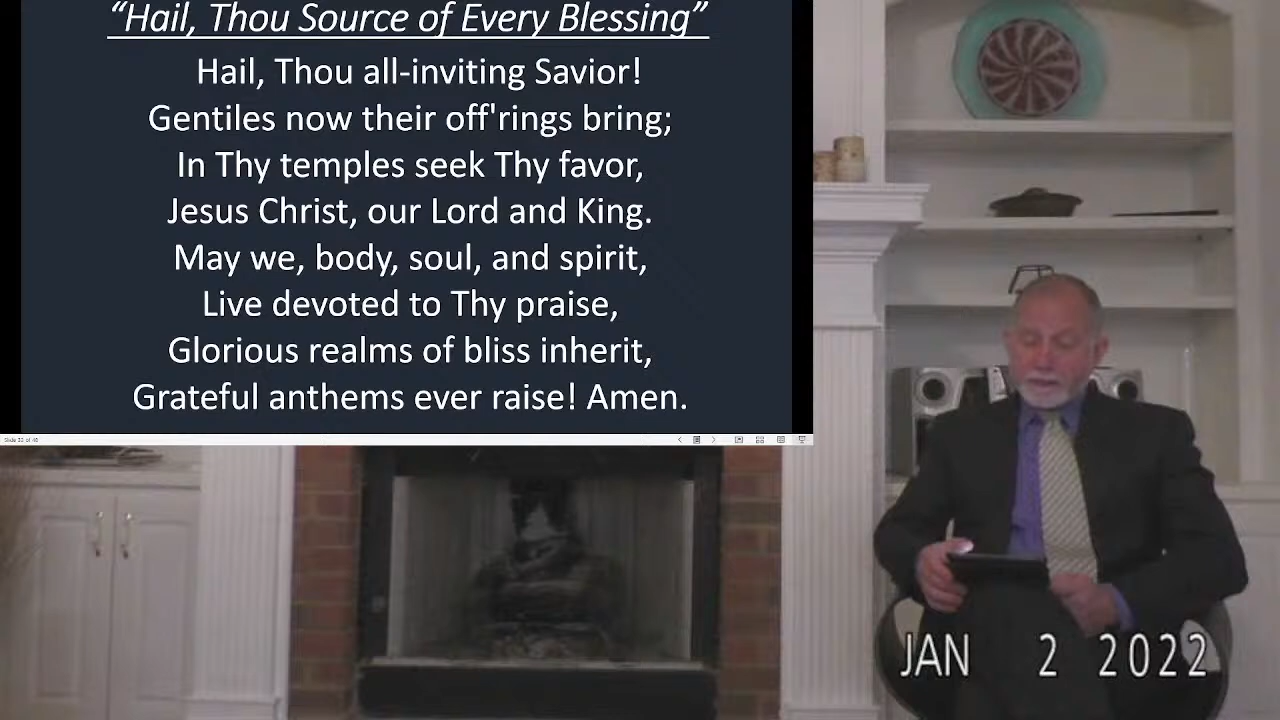 “Hail, Thou Source of Every Blessing”
Hail, Thou all-inviting Savior!
Gentiles now their off'rings bring;
In Thy temples seek Thy favor,
Jesus Christ, our Lord and King.
May we, body, soul, and spirit,
Live devoted to Thy praise,
Glorious realms of bliss inherit,
Grateful anthems ever raise! Amen.
JAN 2 2022